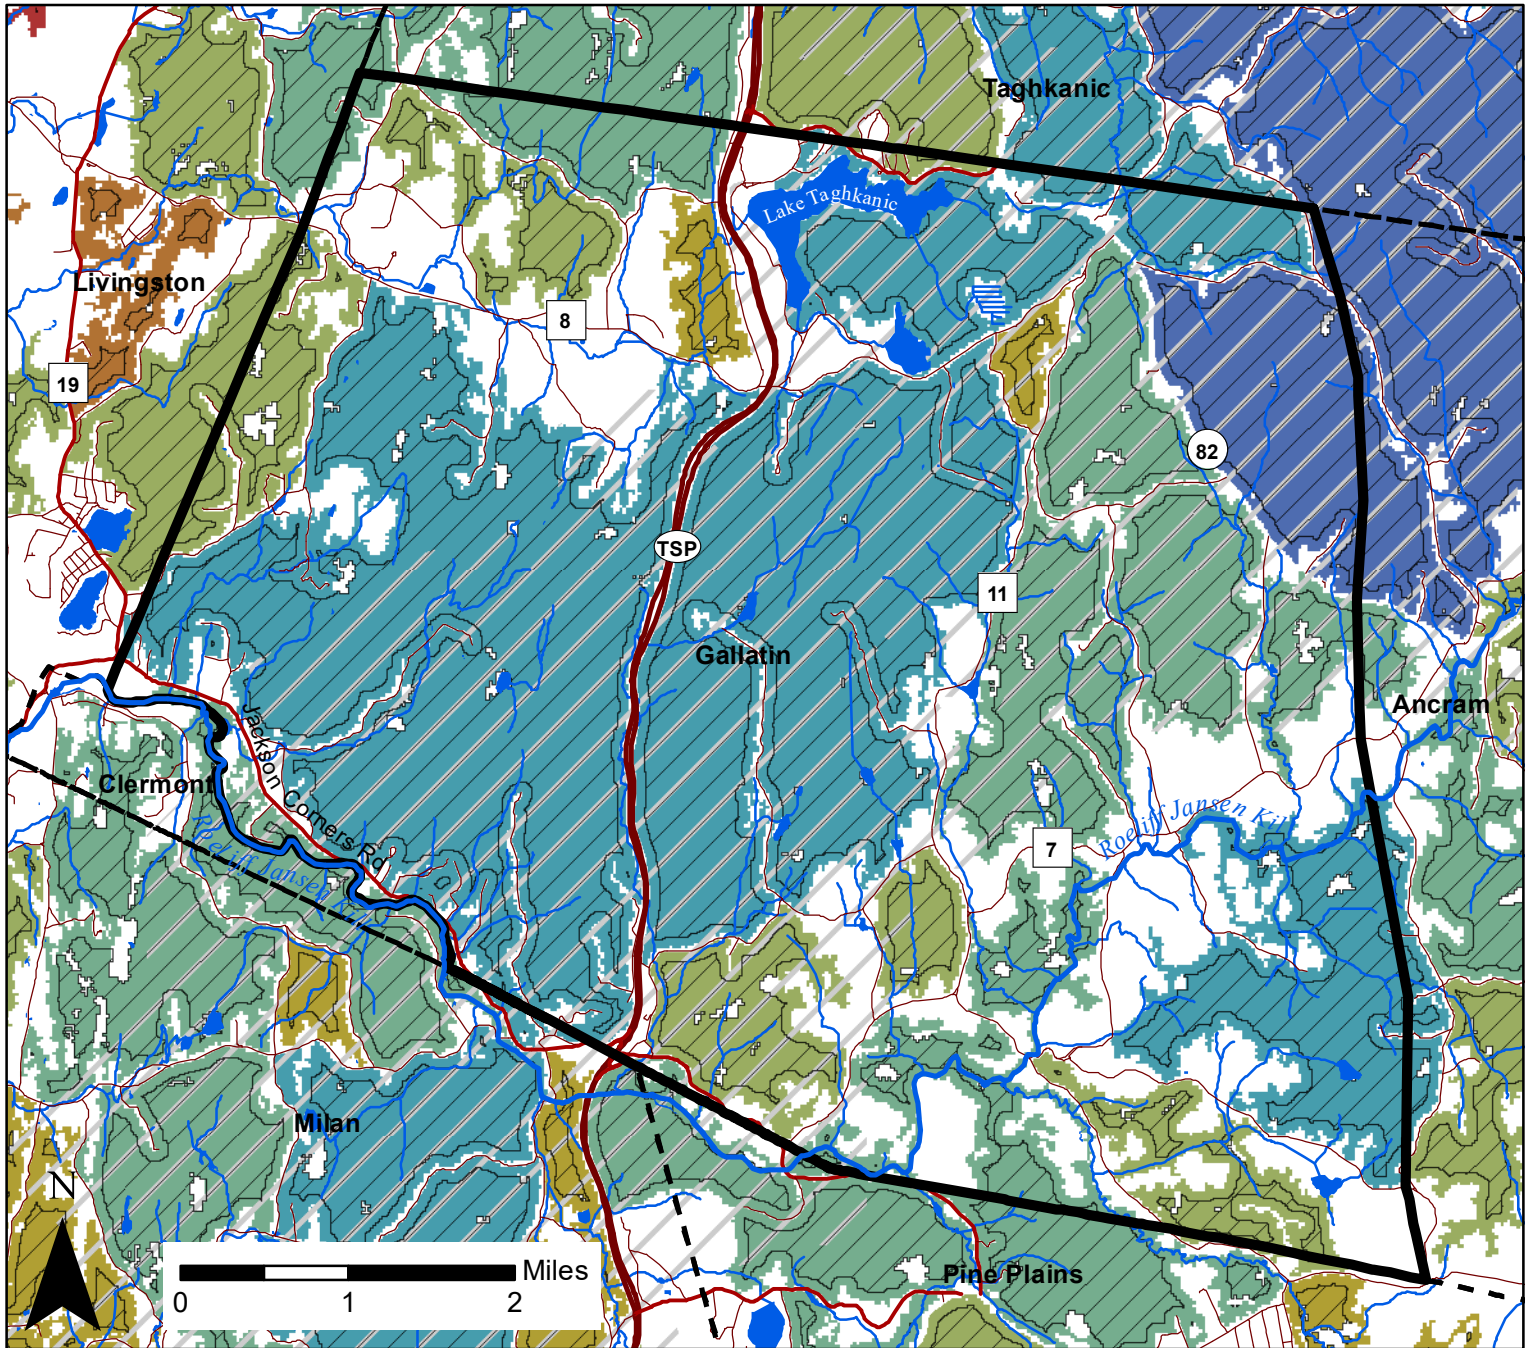 Taghkanic
Lake Taghkanic
Livingston
8
19
82
TSP
11
Gallatin
Ancram
Jackson Corners Rd
Clermont
Roeliff Jansen Kill
Roeliff Jansen Kill
7
Milan
N
Miles
0 1 2
Pine Plains